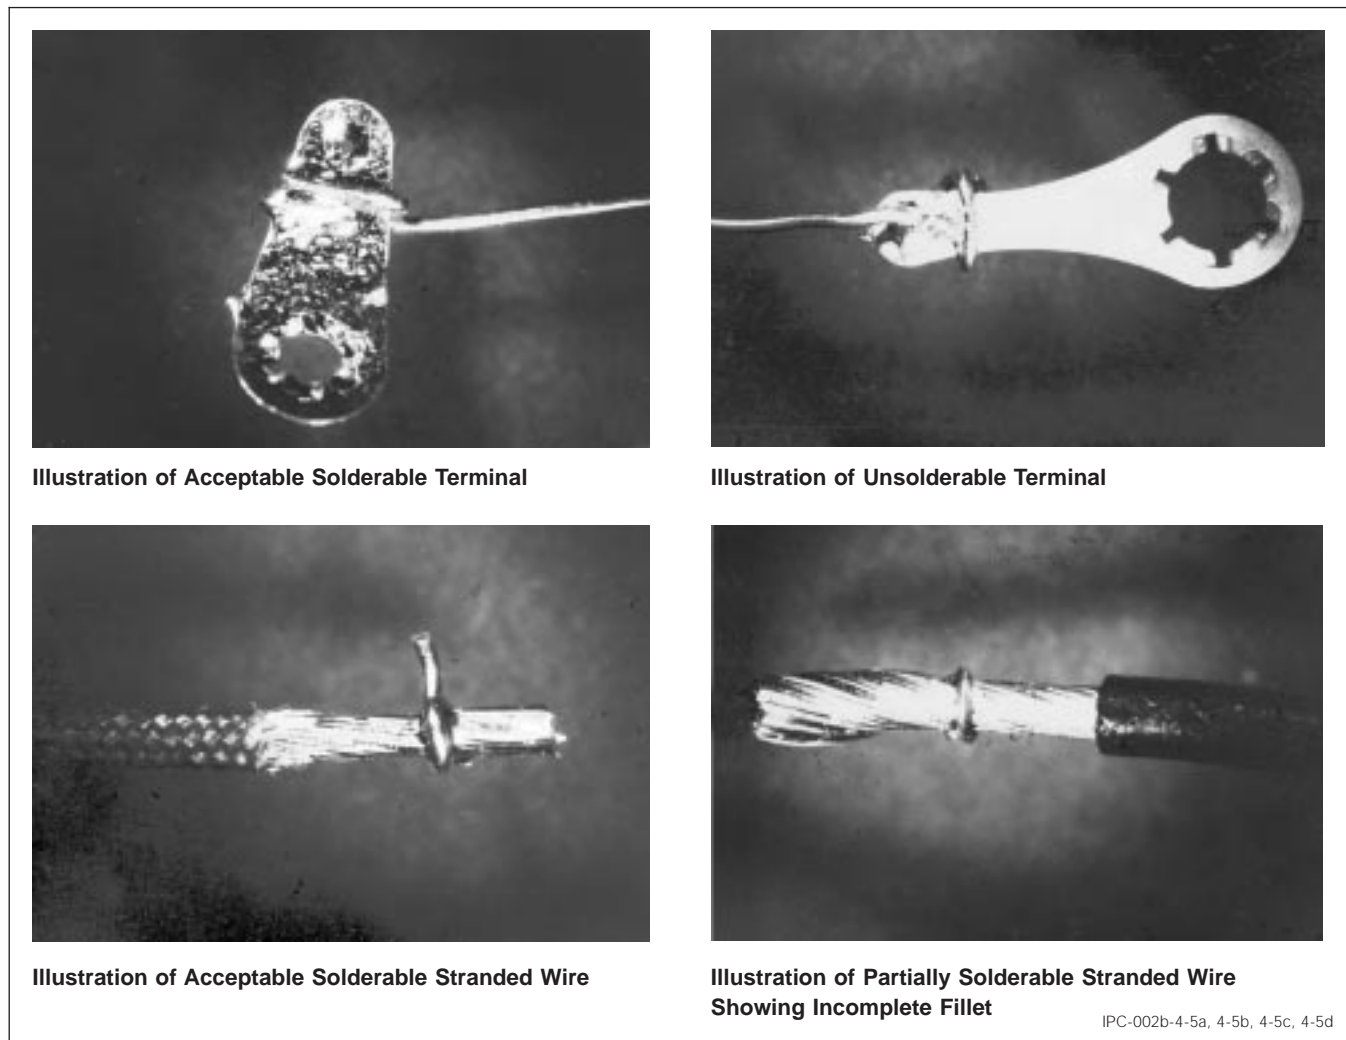 Illustration of Acceptable Solderable Terminal
Illustration of Unsolderable Terminal
Illustration of Acceptable Solderable Stranded Wire
Illustration of Partially Solderable Stranded Wire
Showing Incomplete Fillet
IPC-002b-4-5a, 4-5b, 4-5c, 4-5d